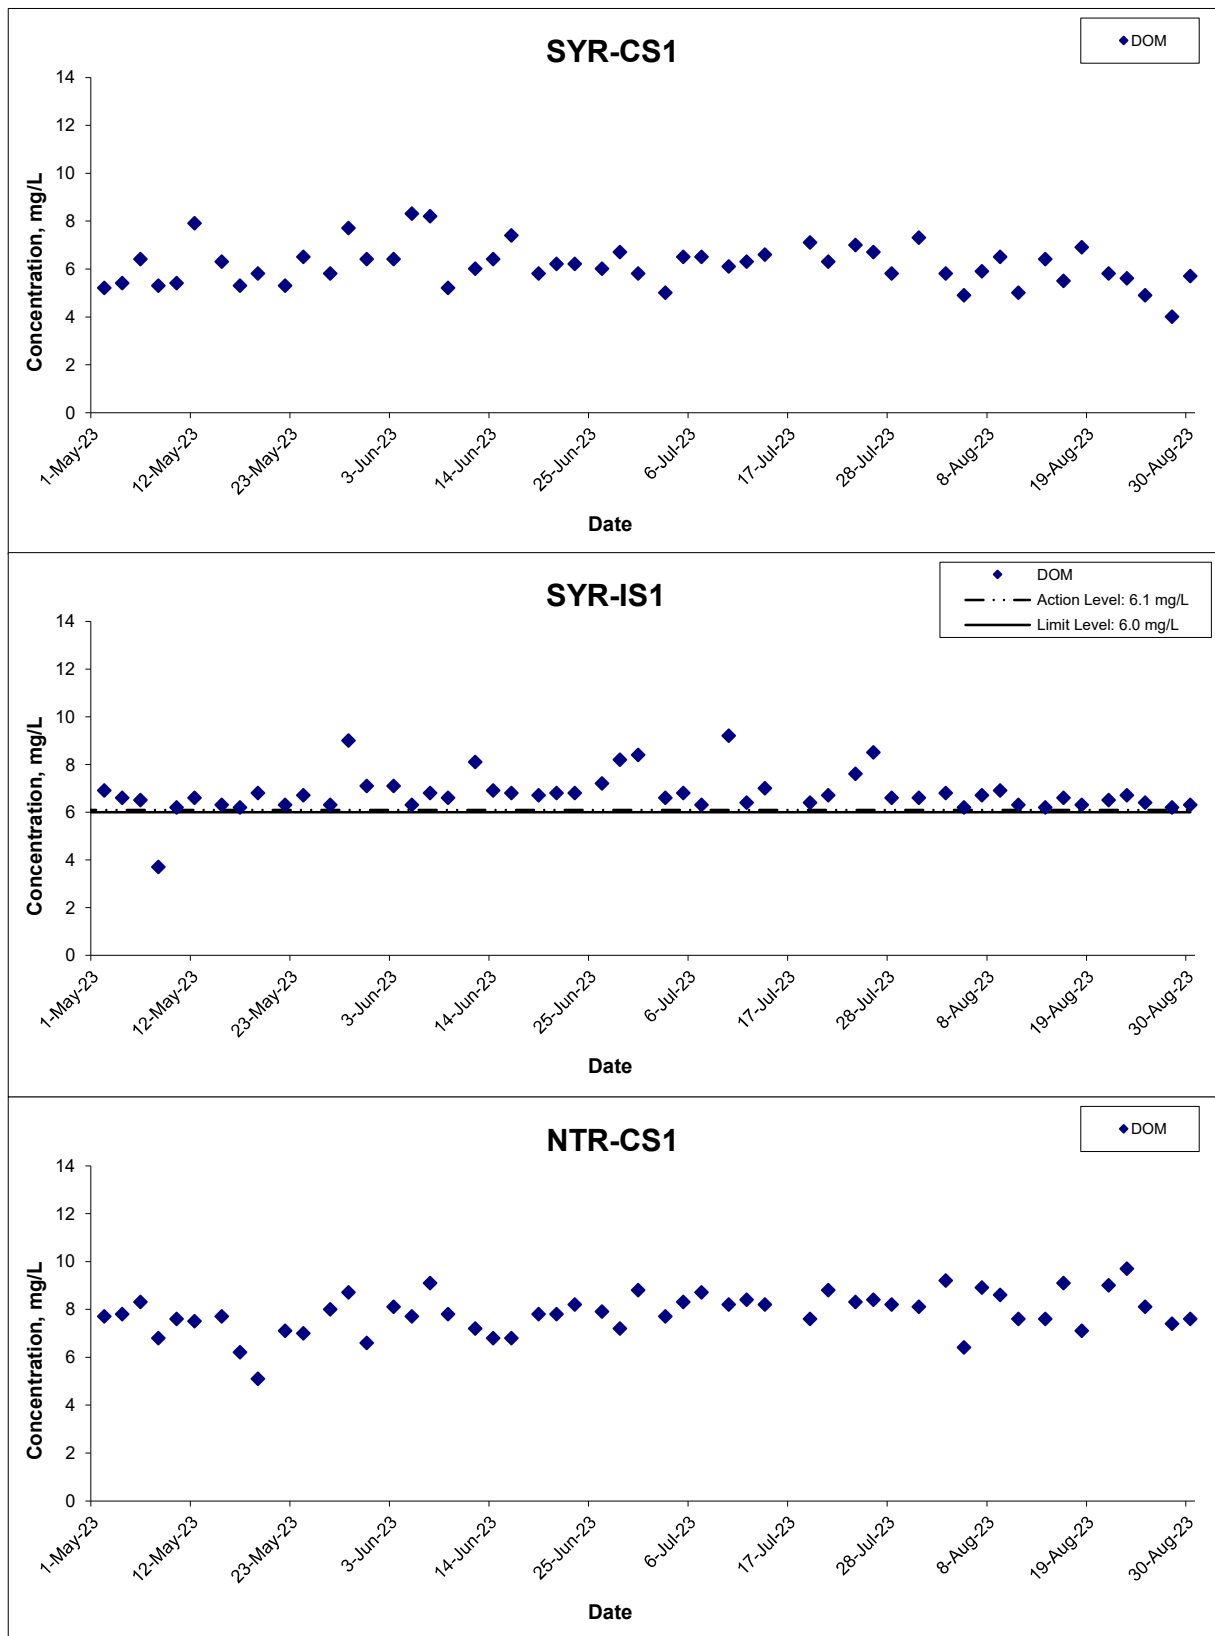 SYR-CS1
DOM
Concentration, mg/L
14
12
10
8
6
4
2
0
1-May-23
12-May-23
23-May-23
3-Jun-23
14-Jun-23
25-Jun-23
6-Jul-23
17-Jul-23
28-Jul-23
8-Aug-23
19-Aug-23
30-Aug-23
Date
SYR-IS1
DOM
Action Level: 6.1 mg/L
Limit Level: 6.0 mg/L
Concentration, mg/L
14
12
10
8
6
4
2
0
1-May-23
12-May-23
23-May-23
3-Jun-23
14-Jun-23
25-Jun-23
6-Jul-23
17-Jul-23
28-Jul-23
8-Aug-23
19-Aug-23
30-Aug-23
Date
NTR-CS1
DOM
Concentration, mg/L
14
12
10
8
6
4
2
0
1-May-23
12-May-23
23-May-23
3-Jun-23
14-Jun-23
25-Jun-23
6-Jul-23
17-Jul-23
28-Jul-23
8-Aug-23
19-Aug-23
30-Aug-23
Date